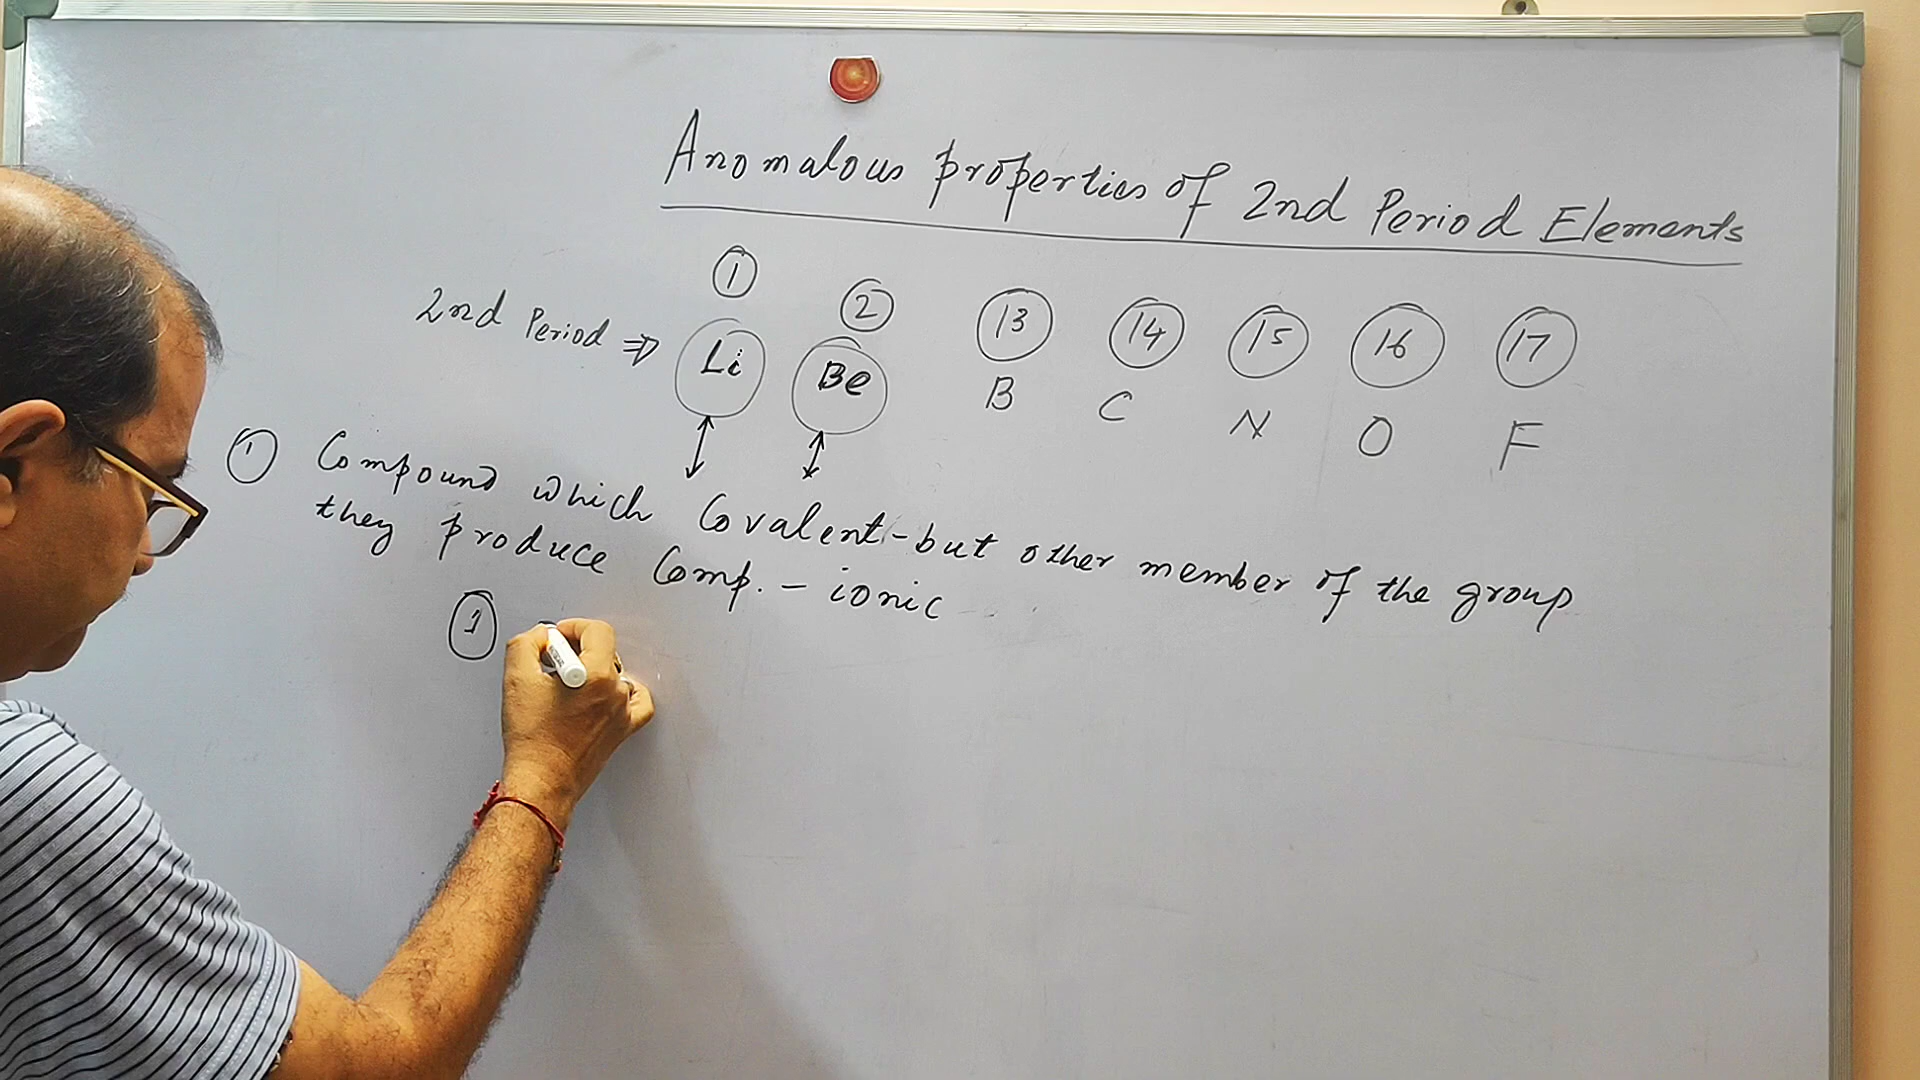 Anomalous properties of 2nd Period Elements
1 2 13 14 15 16 17
2nd Period ⇒ Li Be B C N O F
1 Compound which Covalent - but other member of the group
they produce Comp. - ionic
1